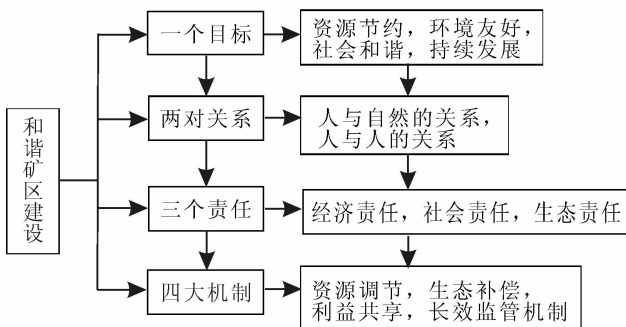 和谐矿区建设
一个目标
资源节约，环境友好，
社会和谐，持续发展
两对关系
人与自然的关系，
人与人的关系
三个责任
经济责任，社会责任，生态责任
四大机制
资源调节，生态补偿，
利益共享，长效监管机制